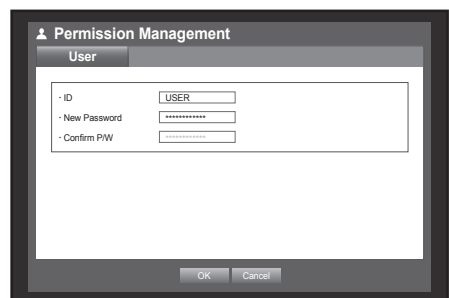 Permission Management
User
· ID USER
· New Password ************
· Confirm P/W ************
OK Cancel